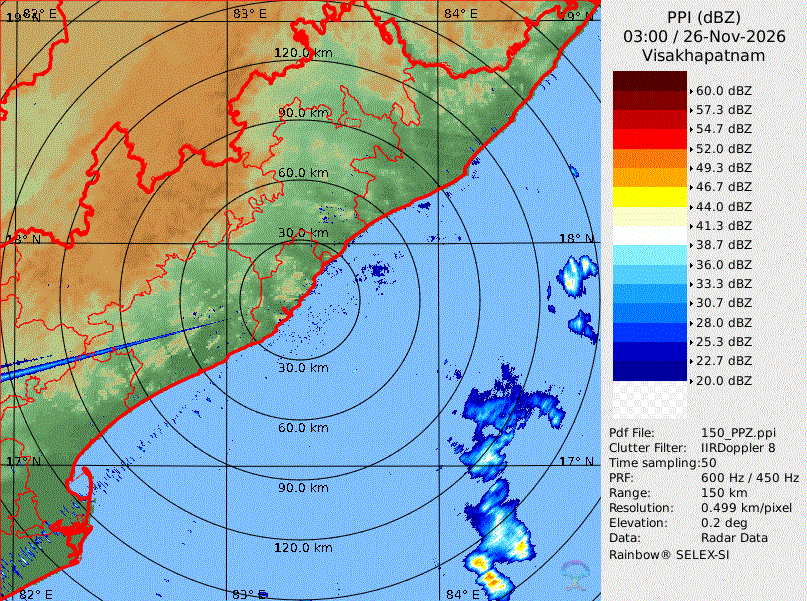 82° E
83° E
84° E
19° N
19° N
120.0 km
90.0 km
60.0 km
30.0 km
18° N
18° N
30.0 km
60.0 km
17° N
17° N
90.0 km
120.0 km
82° E
83° E
84° E
PPI (dBZ)
03:00 / 26-Nov-2026
Visakhapatnam
60.0 dBZ
57.3 dBZ
54.7 dBZ
52.0 dBZ
49.3 dBZ
46.7 dBZ
44.0 dBZ
41.3 dBZ
38.7 dBZ
36.0 dBZ
33.3 dBZ
30.7 dBZ
28.0 dBZ
25.3 dBZ
22.7 dBZ
20.0 dBZ
Pdf File: 150_PPZ.ppi
Clutter Filter: IIRDoppler 8
Time sampling:50
PRF: 600 Hz / 450 Hz
Range: 150 km
Resolution: 0.499 km/pixel
Elevation: 0.2 deg
Data: Radar Data
Rainbow® SELEX-SI